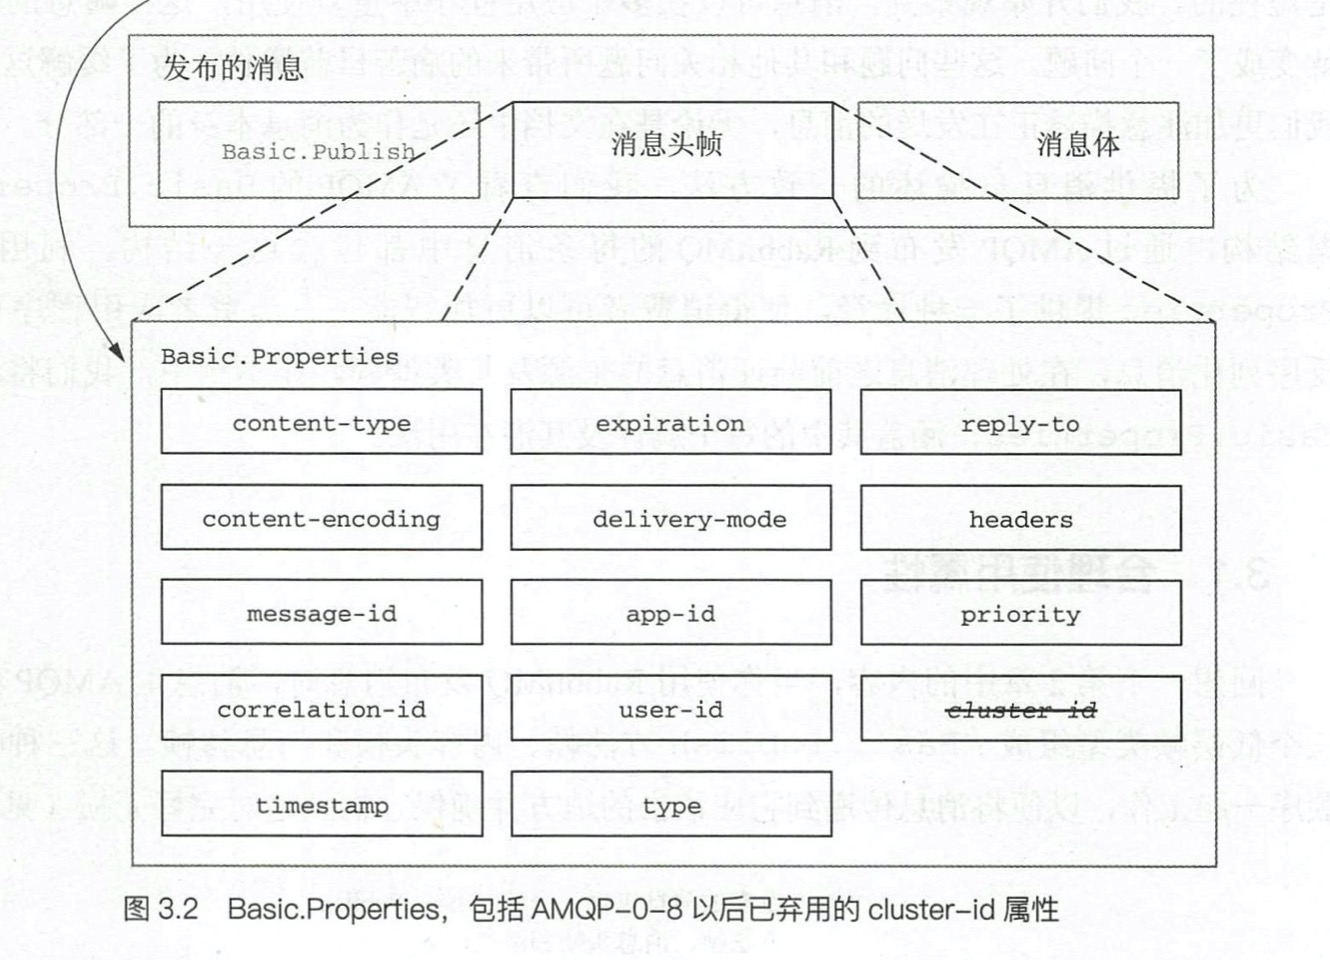 发布的消息
Basic.Publish 消息头帧 消息体
Basic.Properties
content-type expiration reply-to
content-encoding delivery-mode headers
message-id app-id priority
correlation-id user-id cluster-id
timestamp type
图 3.2 Basic.Properties，包括 AMQP-0-8 以后已弃用的 cluster-id 属性